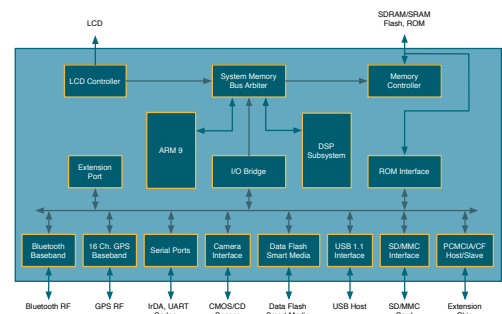 LCD
SDRAM/SRAM
Flash, ROM
LCD Controller
System Memory
Bus Arbiter
Memory
Controller
ARM 9
DSP
Subsystem
Extension
Port
I/O Bridge
ROM Interface
Bluetooth
Baseband
16 Ch. GPS
Baseband
Serial Ports
Camera
Interface
Data Flash
Smart Media
USB 1.1
Interface
SD/MMC
Interface
PCMCIA/CF
Host/Slave
Bluetooth RF
GPS RF
IrDA, UART
CMOS/CD
Data Flash
USB Host
SD/MMC
Extension